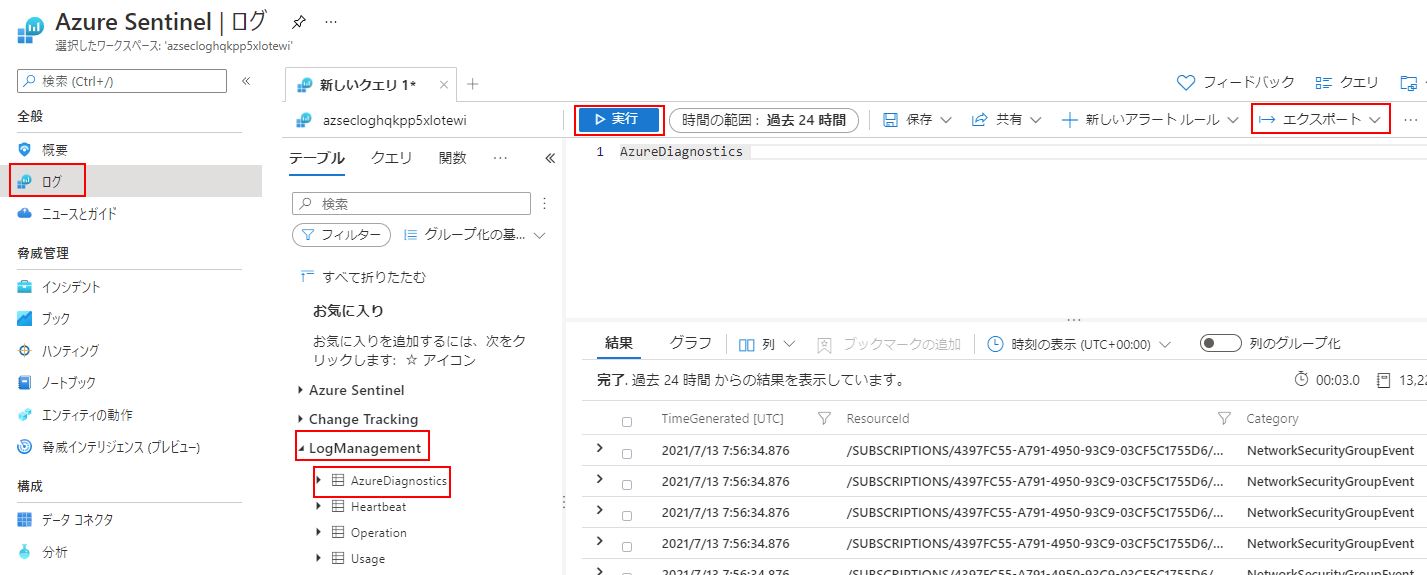 Azure Sentinel | ログ
選択したワークスペース: 'azsecloghqkpp5xlotewi'
検索 (Ctrl+/)
全般
概要
ログ
ニュースとガイド
脅威管理
インシデント
ブック
ハンティング
ノートブック
エンティティの動作
脅威インテリジェンス (プレビュー)
構成
データ コネクタ
分析
新しいクエリ 1*
フィードバック
クエリ
azsecloghqkpp5xlotewi
実行
時間の範囲 : 過去 24 時間
保存
共有
新しいアラート ルール
エクスポート
テーブル クエリ 関数
検索
フィルター
グループ化の基...
すべて折りたたむ
お気に入り
お気に入りを追加するには、次をク
リックします: ☆ アイコン
Azure Sentinel
Change Tracking
LogManagement
AzureDiagnostics
Heartbeat
Operation
Usage
1 AzureDiagnostics
結果 グラフ 列 ブックマークの追加 時刻の表示 (UTC+00:00) 列のグループ化
完了. 過去 24 時間 からの結果を表示しています。 00:03.0 13,22
TimeGenerated [UTC] ResourceId Category
2021/7/13 7:56:34.876 /SUBSCRIPTIONS/4397FC55-A791-4950-93C9-03CF5C1755D6/... NetworkSecurityGroupEvent
2021/7/13 7:56:34.876 /SUBSCRIPTIONS/4397FC55-A791-4950-93C9-03CF5C1755D6/... NetworkSecurityGroupEvent
2021/7/13 7:56:34.876 /SUBSCRIPTIONS/4397FC55-A791-4950-93C9-03CF5C1755D6/... NetworkSecurityGroupEvent
2021/7/13 7:56:34.876 /SUBSCRIPTIONS/4397FC55-A791-4950-93C9-03CF5C1755D6/... NetworkSecurityGroupEvent